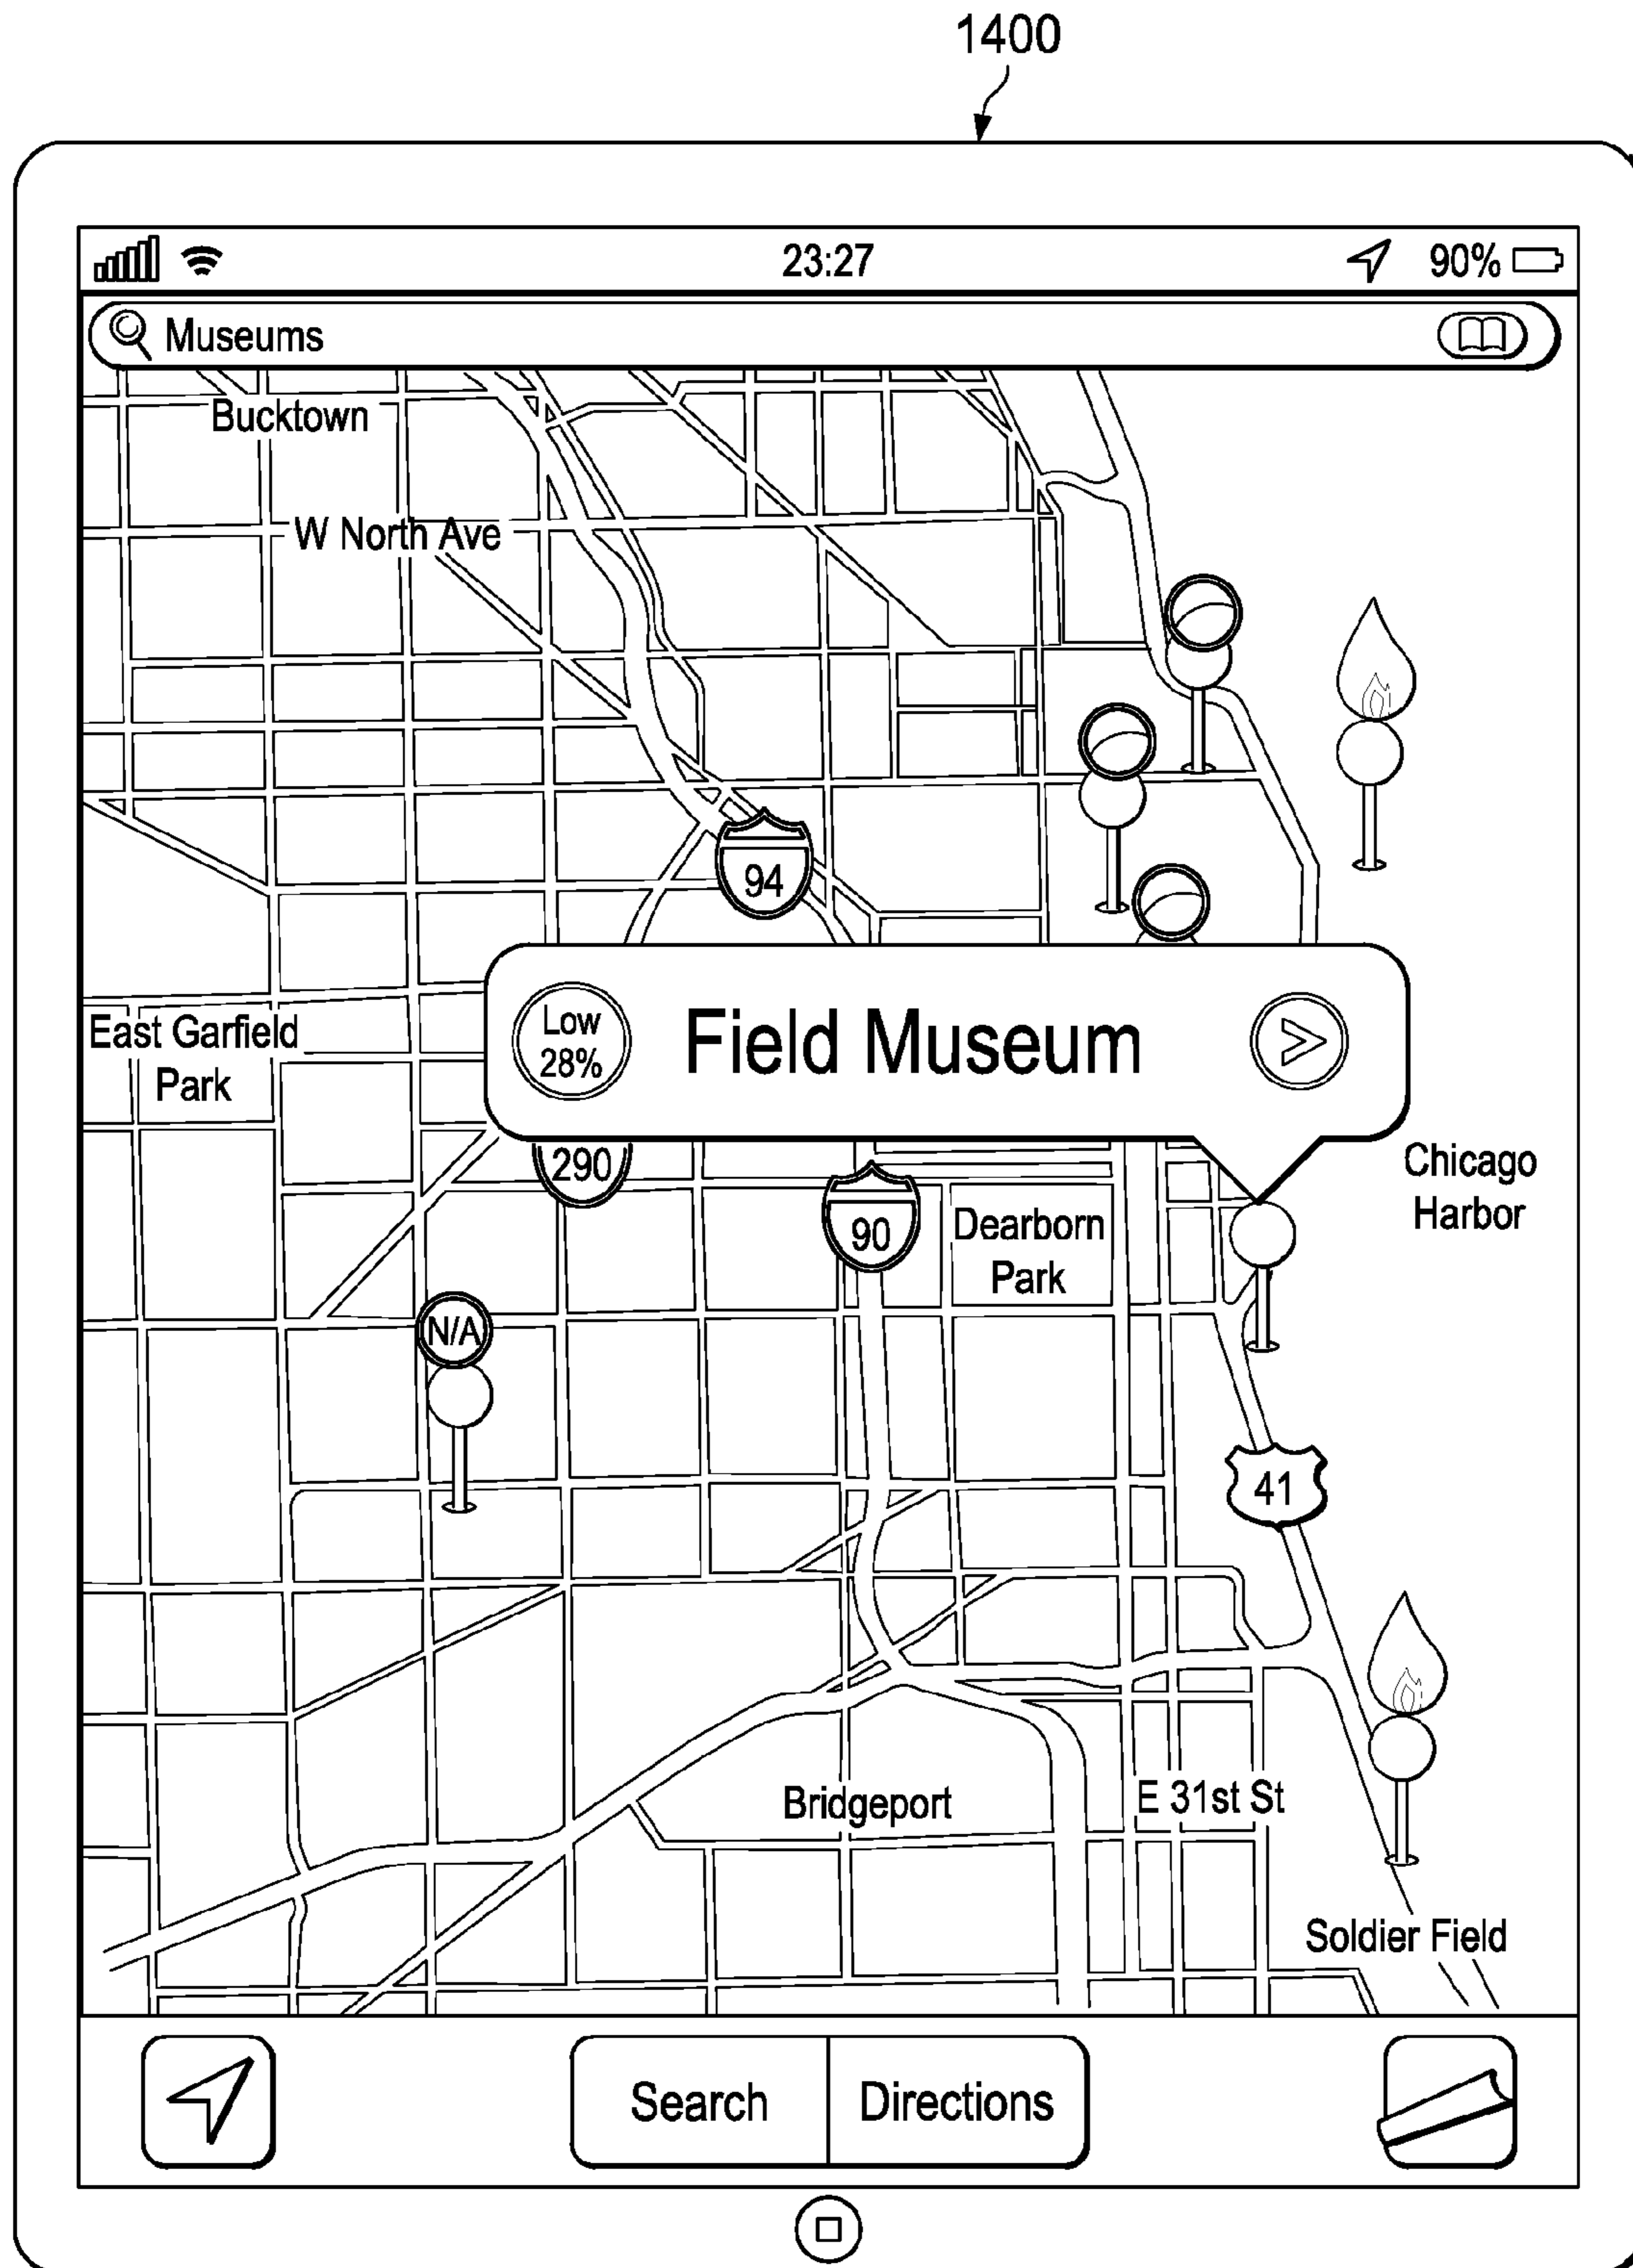 1400
23:27
90%
Museums
Bucktown
W North Ave
94
Low
28%
Field Museum
East Garfield
Park
290
90
Dearborn
Park
Chicago
Harbor
N/A
41
Bridgeport
E 31st St
Soldier Field
Search
Directions